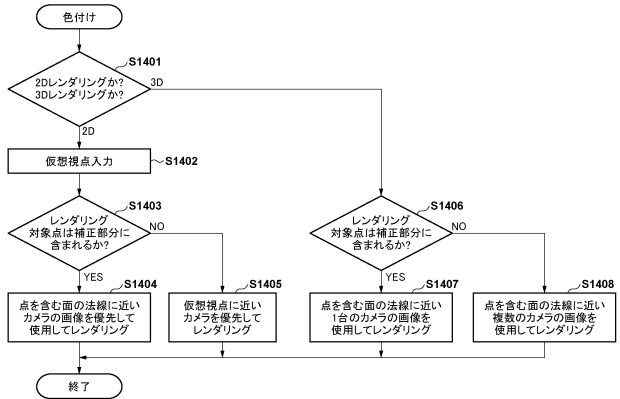 色付け
S1401
2Dレンダリングか?
3Dレンダリングか?
3D
2D
仮想視点入力
S1402
S1403
レンダリング
対象点は補正部分に
含まれるか?
NO
YES
S1406
レンダリング
対象点は補正部分に
含まれるか?
NO
YES
S1404
点を含む面の法線に近い
カメラの画像を優先して
使用してレンダリング
S1405
仮想視点に近い
カメラを優先して
レンダリング
S1407
点を含む面の法線に近い
1台のカメラの画像を
使用してレンダリング
S1408
点を含む面の法線に近い
複数のカメラの画像を
使用してレンダリング
終了